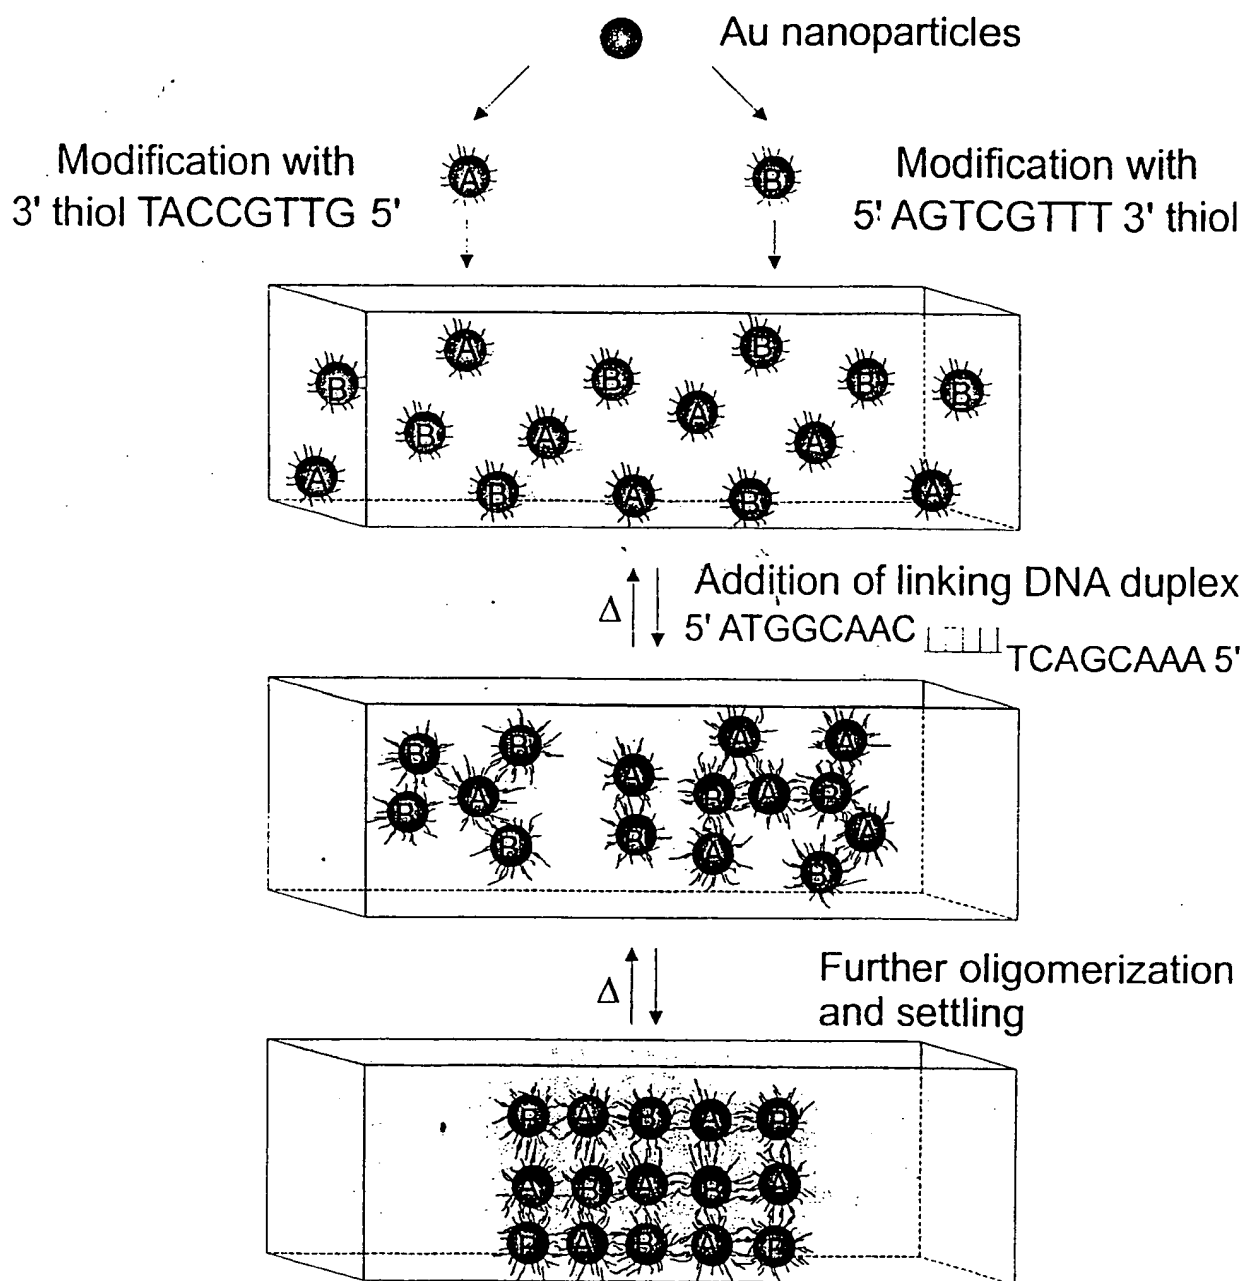 Au nanoparticles
Modification with
3' thiol TACCGTTG 5'
A
B
Modification with
5' AGTCGTTT 3' thiol
A
B
B
B
B
B
A
B
A
A
A
B
A
B
A
Δ
Addition of linking DNA duplex
5' ATGGCAAC
TCAGCAAA 5'
B
B
A
A
A
B
A
B
A
B
B
B
A
A
B
Δ
Further oligomerization
and settling
B A B A B
A B A B A
B A B A B